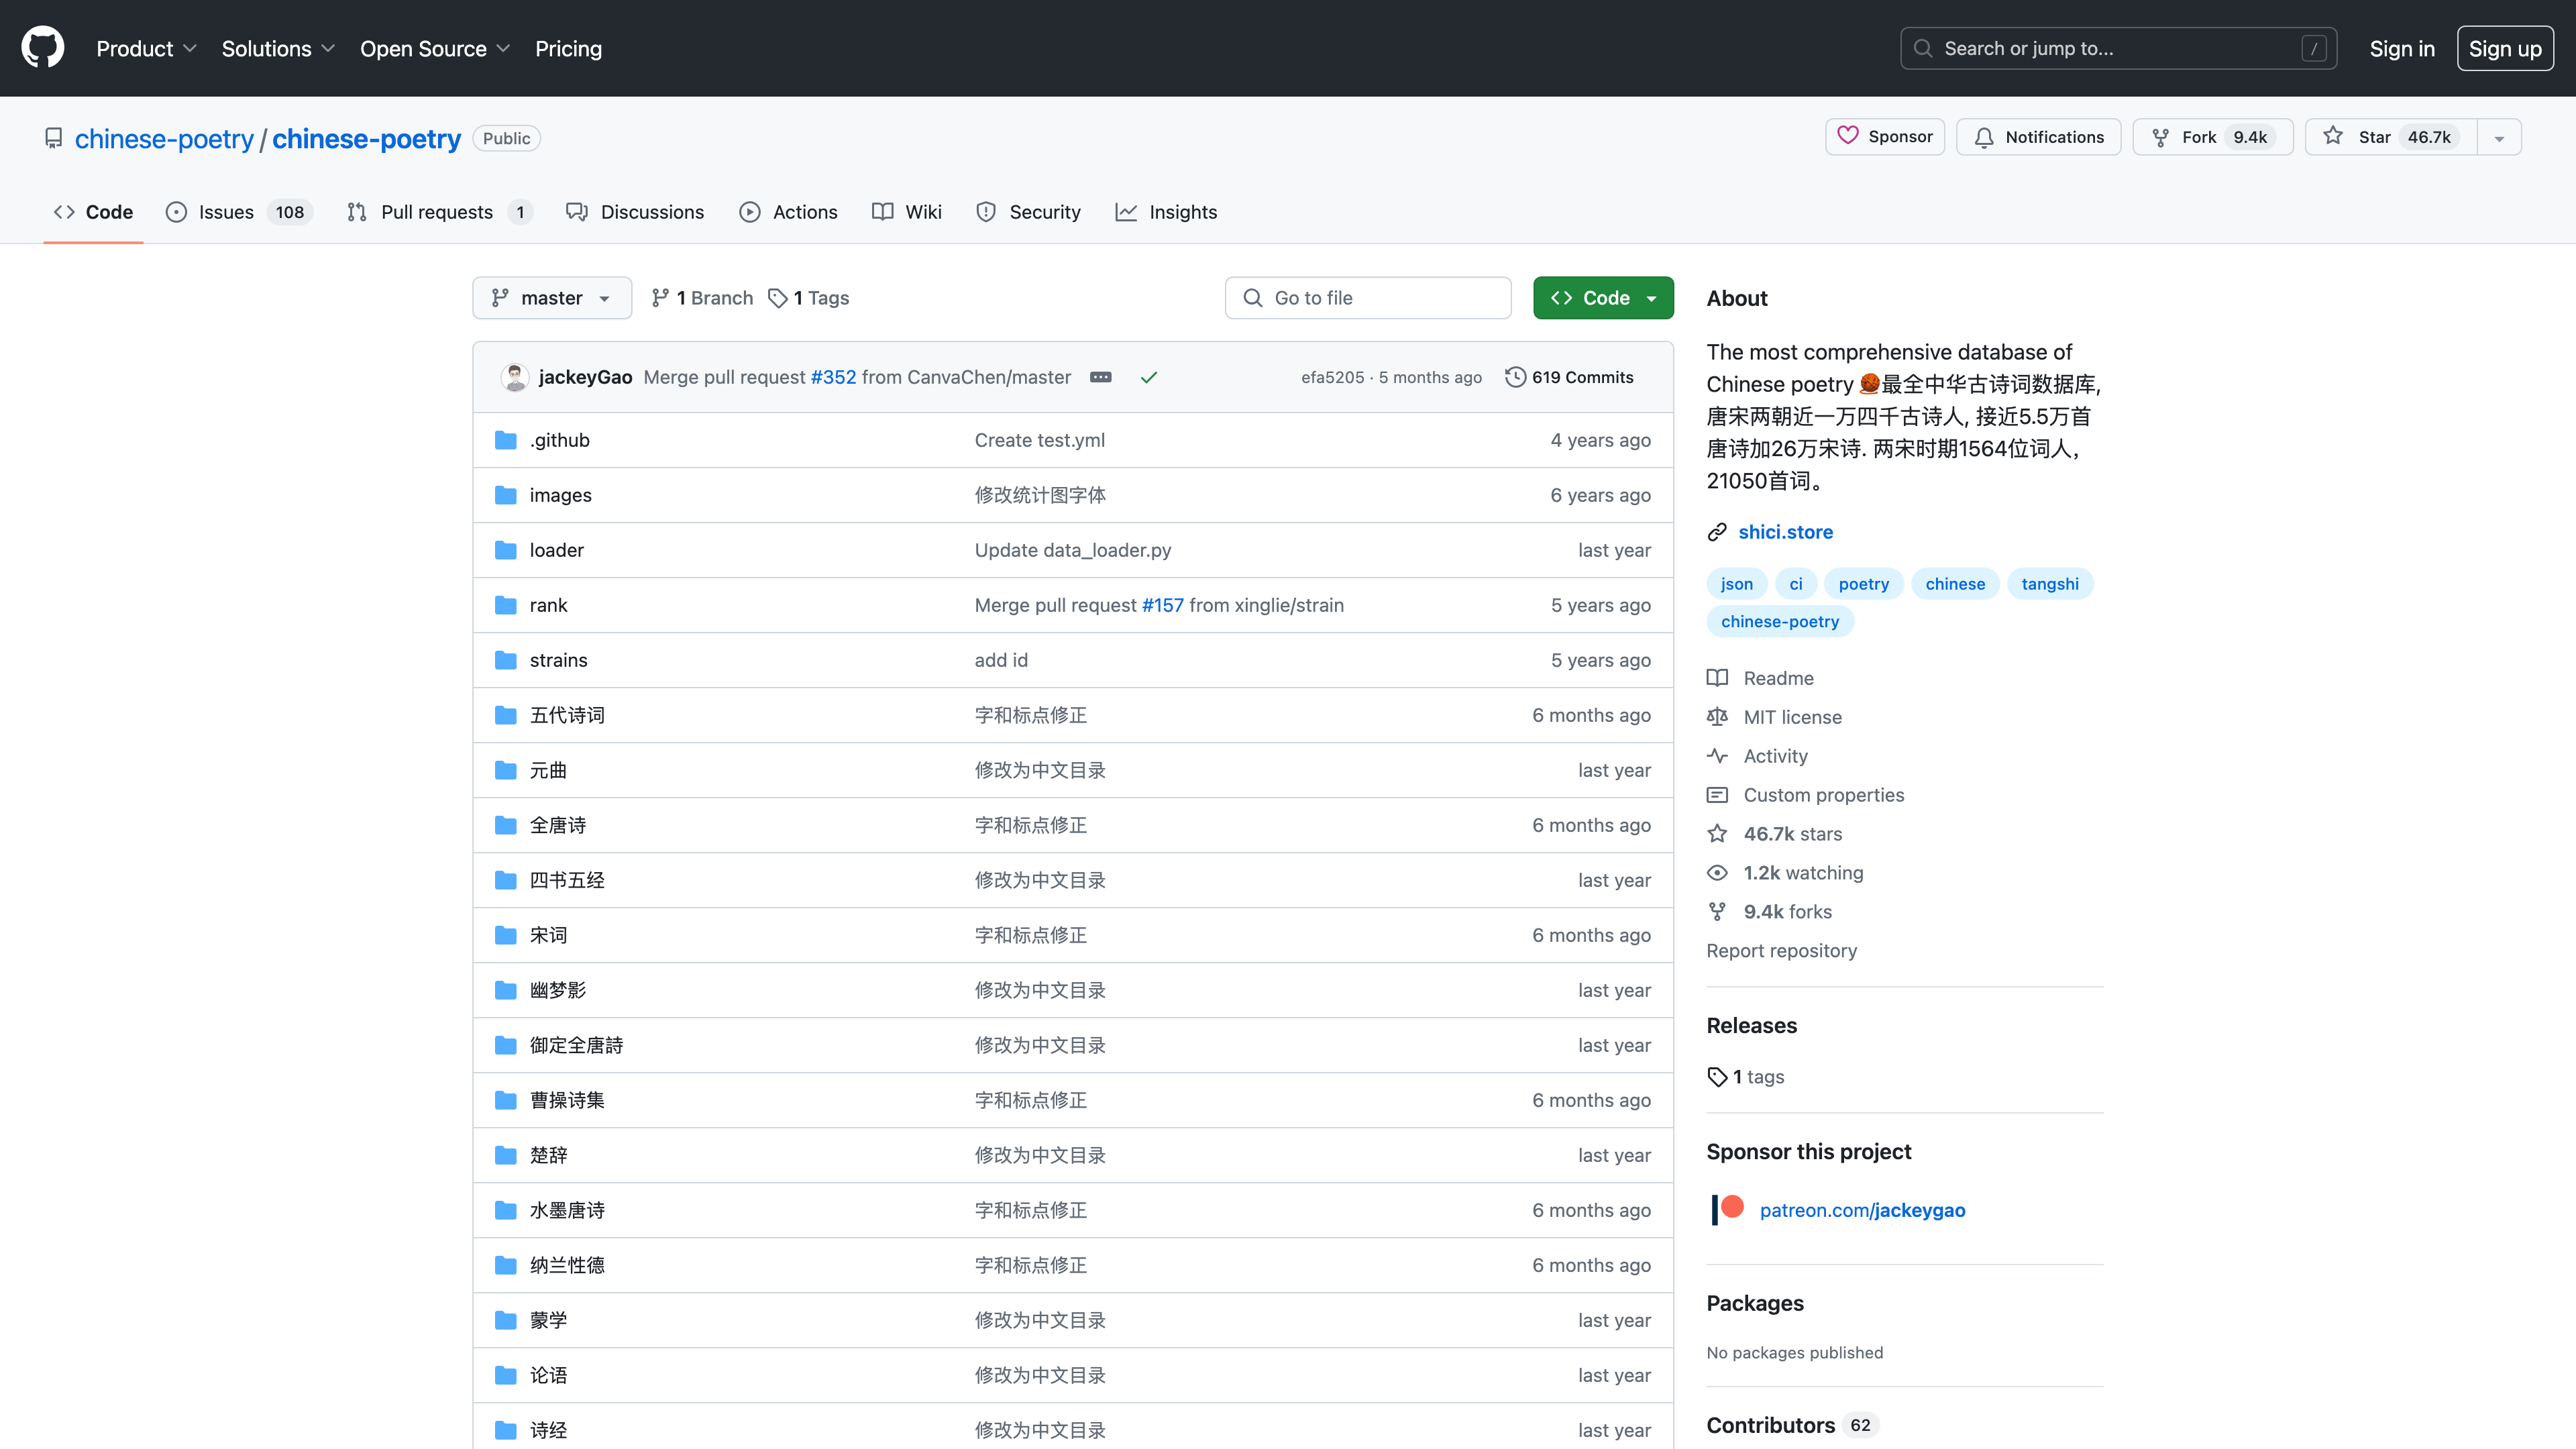 Product Solutions Open Source Pricing Search or jump to... / Sign in Sign up
chinese-poetry / chinese-poetry Public Sponsor Notifications Fork 9.4k Star 46.7k
Code Issues 108 Pull requests 1 Discussions Actions Wiki Security Insights
master 1 Branch 1 Tags Go to file Code
jackeyGao Merge pull request #352 from CanvaChen/master efa5205 · 5 months ago 619 Commits
.github Create test.yml 4 years ago
images 修改统计图字体 6 years ago
loader Update data_loader.py last year
rank Merge pull request #157 from xinglie/strain 5 years ago
strains add id 5 years ago
五代诗词 字和标点修正 6 months ago
元曲 修改为中文目录 last year
全唐诗 字和标点修正 6 months ago
四书五经 修改为中文目录 last year
宋词 字和标点修正 6 months ago
幽梦影 修改为中文目录 last year
御定全唐詩 修改为中文目录 last year
曹操诗集 字和标点修正 6 months ago
楚辞 修改为中文目录 last year
水墨唐诗 字和标点修正 6 months ago
纳兰性德 字和标点修正 6 months ago
蒙学 修改为中文目录 last year
论语 修改为中文目录 last year
诗经 修改为中文目录 last year
About
The most comprehensive database of
Chinese poetry 🧶最全中华古诗词数据库,
唐宋两朝近一万四千古诗人, 接近5.5万首
唐诗加26万宋诗. 两宋时期1564位词人,
21050首词。
shici.store
json ci poetry chinese tangshi
chinese-poetry
Readme
MIT license
Activity
Custom properties
46.7k stars
1.2k watching
9.4k forks
Report repository
Releases
1 tags
Sponsor this project
patreon.com/jackeygao
Packages
No packages published
Contributors 62